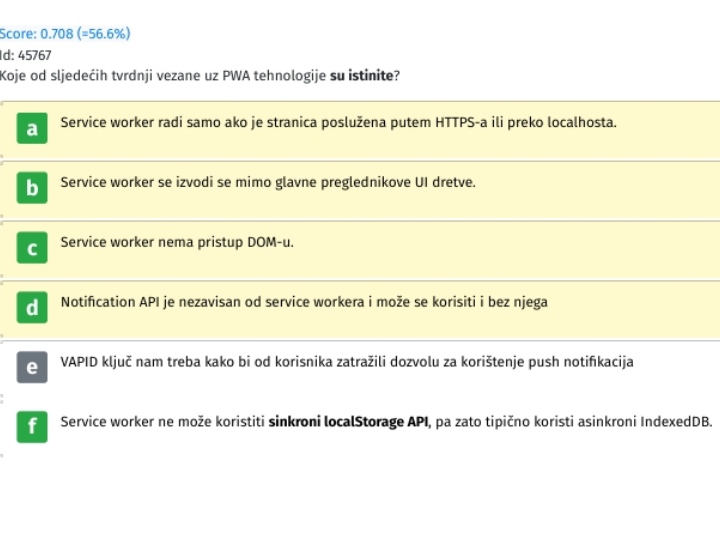 Score: 0.708 (=56.6%)
Id: 45767
Koje od sljedećih tvrdnji vezane uz PWA tehnologije su istinite?
a Service worker radi samo ako je stranica poslužena putem HTTPS-a ili preko localhosta.
b Service worker se izvodi se mimo glavne preglednikove UI dretve.
c Service worker nema pristup DOM-u.
d Notification API je nezavisan od service workera i može se korisiti i bez njega
e VAPID ključ nam treba kako bi od korisnika zatražili dozvolu za korištenje push notifikacija
f Service worker ne može koristiti sinkroni localStorage API, pa zato tipično koristi asinkroni IndexedDB.